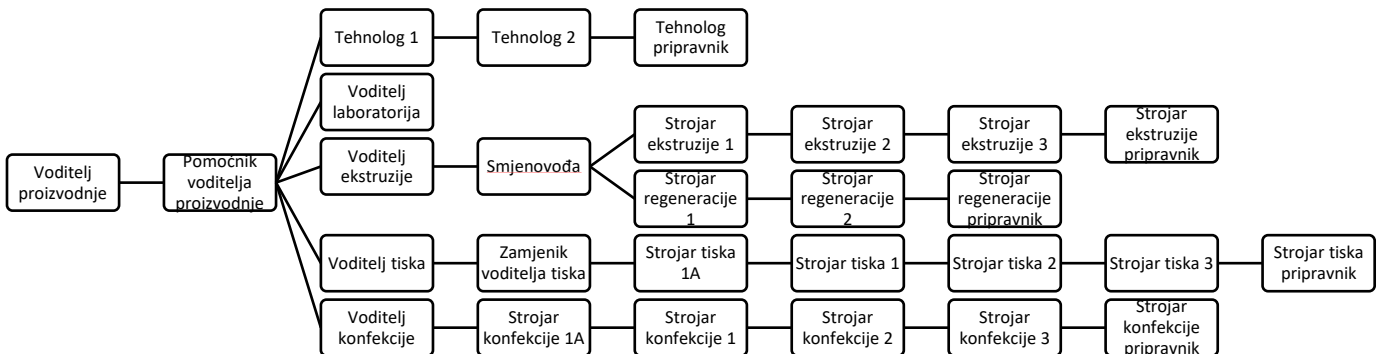 Tehnolog 1
Tehnolog 2
Tehnolog
pripravnik
Voditelj
laboratorija
Voditelj
proizvodnje
Pomoćnik
voditelja
proizvodnje
Voditelj
ekstruzije
Smjenovođa
Strojar
ekstruzije 1
Strojar
ekstruzije 2
Strojar
ekstruzije 3
Strojar
ekstruzije
pripravnik
Strojar
regeneracije
1
Strojar
regeneracije
2
Strojar
regeneracije
pripravnik
Voditelj tiska
Zamjenik
voditelja tiska
Strojar tiska
1A
Strojar tiska 1
Strojar tiska 2
Strojar tiska 3
Strojar tiska
pripravnik
Voditelj
konfekcije
Strojar
konfekcije 1A
Strojar
konfekcije 1
Strojar
konfekcije 2
Strojar
konfekcije 3
Strojar
konfekcije
pripravnik